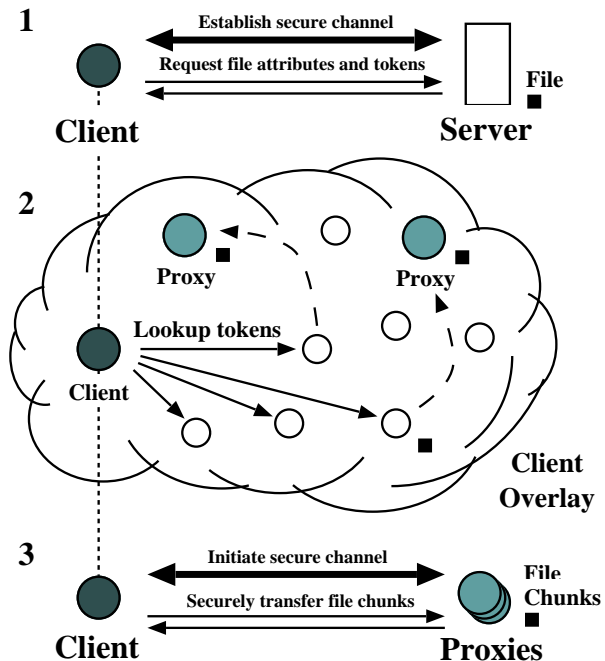 1
Establish secure channel
Request file attributes and tokens
File
Client
Server
2
Proxy
Proxy
Lookup tokens
Client
Client
Overlay
3
Initiate secure channel
File
Securely transfer file chunks
Chunks
Client
Proxies